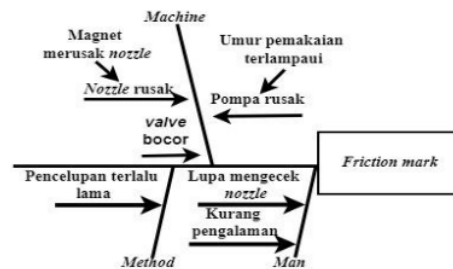 Machine
Magnet
merusak nozzle
Umur pemakaian
terlampaui
Nozzle rusak
Pompa rusak
valve
bocor
Friction mark
Pencelupan terlalu
lama
Lupa mengecek
nozzle
Kurang
pengalaman
Method
Man